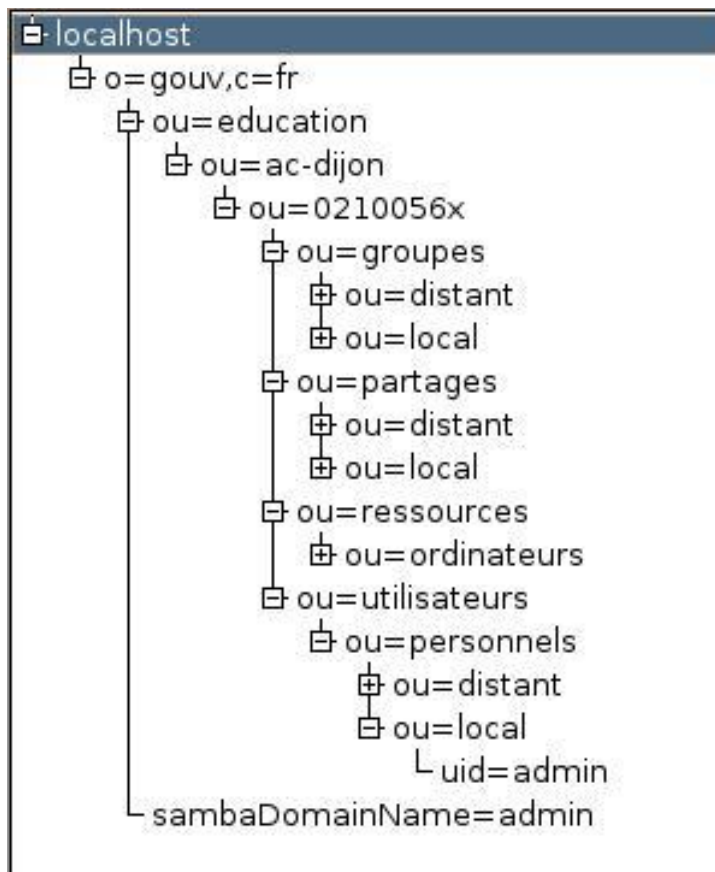 localhost
o=gouv,c=fr
ou=education
ou=ac-dijon
ou=0210056x
ou=groupes
ou=distant
ou=local
ou=partages
ou=distant
ou=local
ou=ressources
ou=ordinateurs
ou=utilisateurs
ou=personnels
ou=distant
ou=local
uid=admin
sambaDomainName=admin